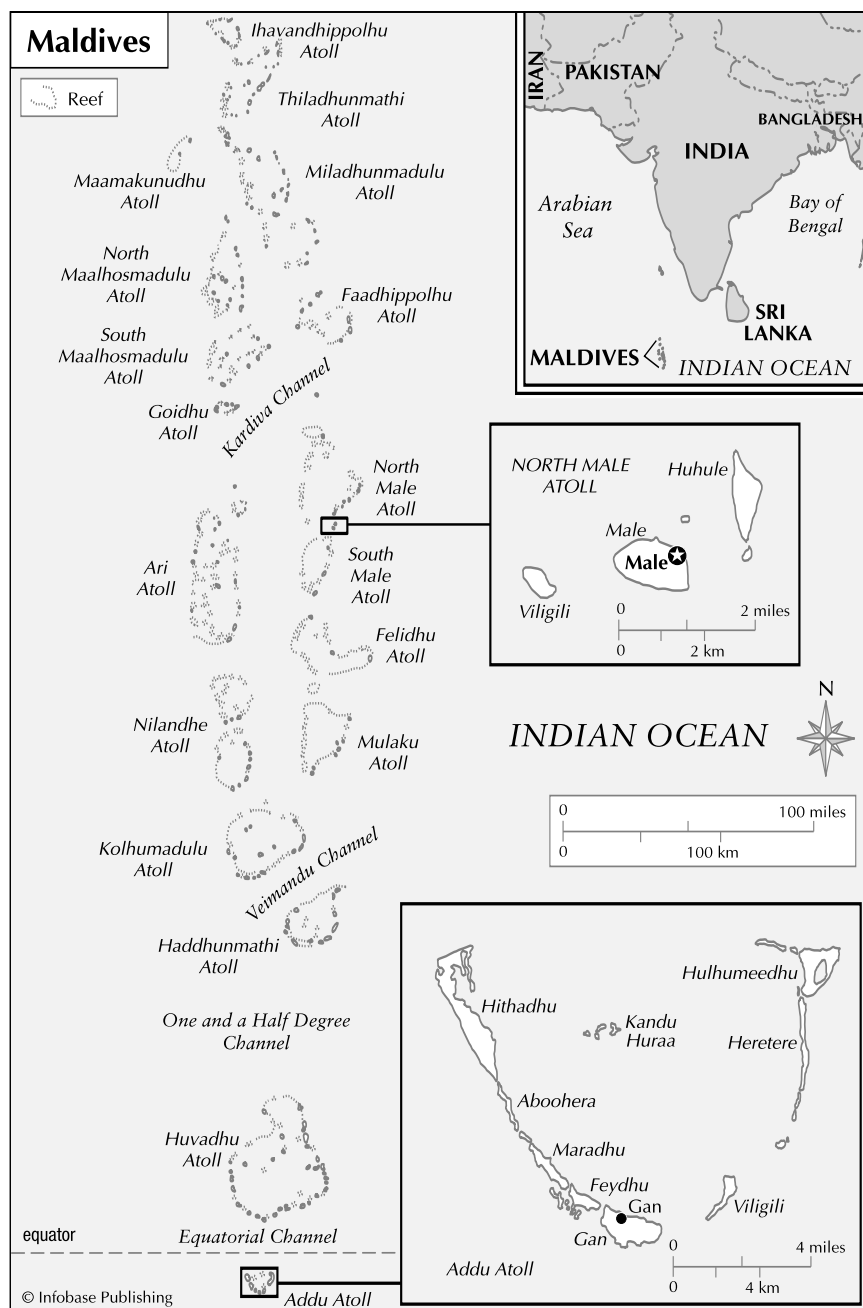 Maldives
Reef
Ihavandhippolhu
Atoll
Thiladhunmathi
Atoll
Maamakunudhu
Atoll
Miladhunmadulu
Atoll
North
Maalhosmadulu
Atoll
Faadhippolhu
Atoll
South
Maalhosmadulu
Atoll
Goidhu
Atoll
Kardiva Channel
North
Male
Atoll
Ari
Atoll
South
Male
Atoll
Felidhu
Atoll
Nilandhe
Atoll
Mulaku
Atoll
Kolhumadulu
Atoll
Veimandu Channel
Haddhunmathi
Atoll
One and a Half Degree
Channel
Huvadhu
Atoll
equator
Equatorial Channel
Addu Atoll
© Infobase Publishing
IRAN
PAKISTAN
BANGLADESH
INDIA
Arabian
Sea
Bay of
Bengal
SRI
LANKA
MALDIVES
INDIAN OCEAN
NORTH MALE
ATOLL
Huhule
Male
Male
Viligili
0 2 miles
0 2 km
N
INDIAN OCEAN
0 100 miles
0 100 km
Hulhumeedhu
Hithadhu
Kandu
Huraa
Heretere
Aboohera
Maradhu
Feydhu
Gan
Gan
Viligili
Addu Atoll
0 4 miles
0 4 km